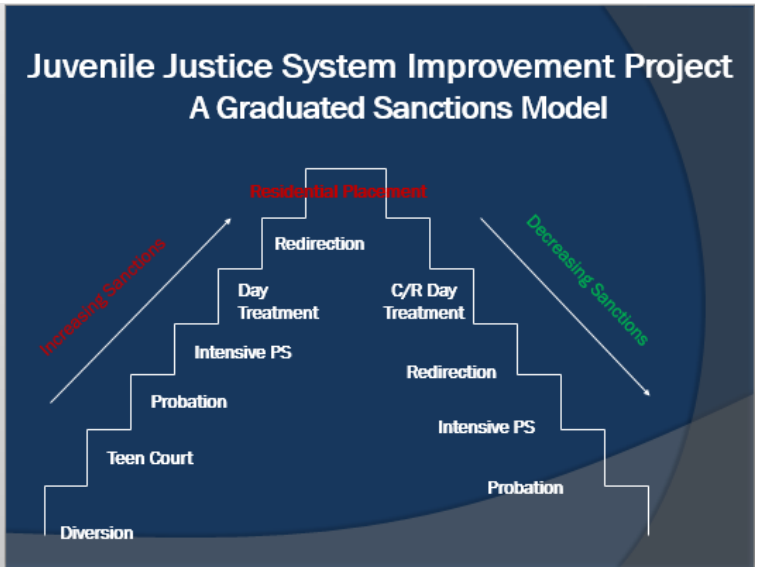 Juvenile Justice System Improvement Project
A Graduated Sanctions Model
Residential Placement
Increasing Sanctions
Decreasing Sanctions
Redirection
Day
Treatment
C/R Day
Treatment
Intensive PS
Redirection
Probation
Intensive PS
Teen Court
Probation
Diversion